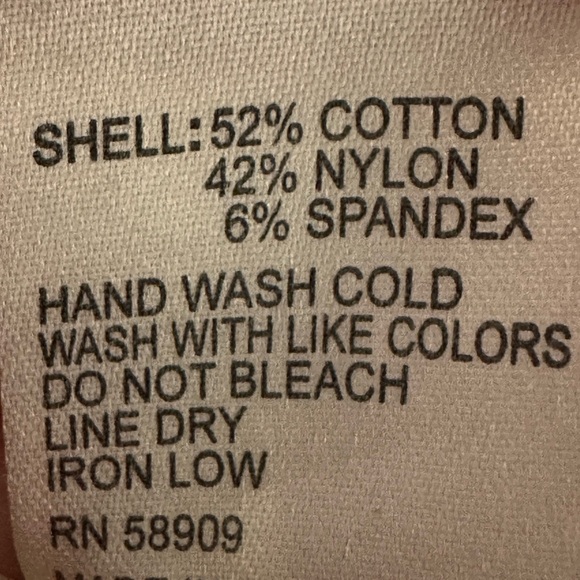 SHELL: 52% COTTON
42% NYLON
6% SPANDEX
HAND WASH COLD
WASH WITH LIKE COLORS
DO NOT BLEACH
LINE DRY
IRON LOW
RN 58909